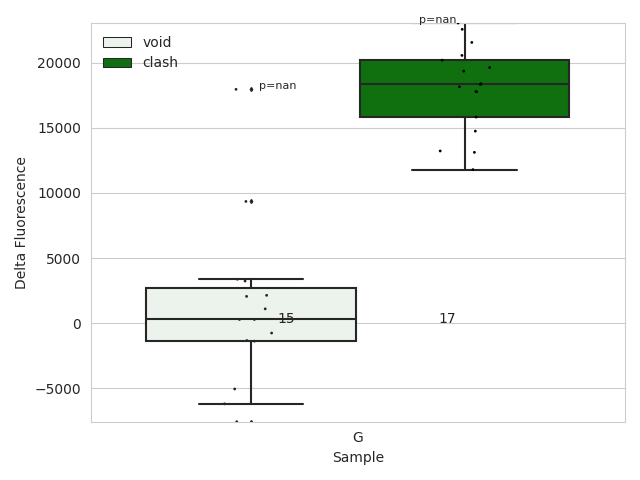 p=nan
void
clash
p=nan
20000
15000
10000
5000
0
−5000
15
17
Delta Fluorescence
G
Sample